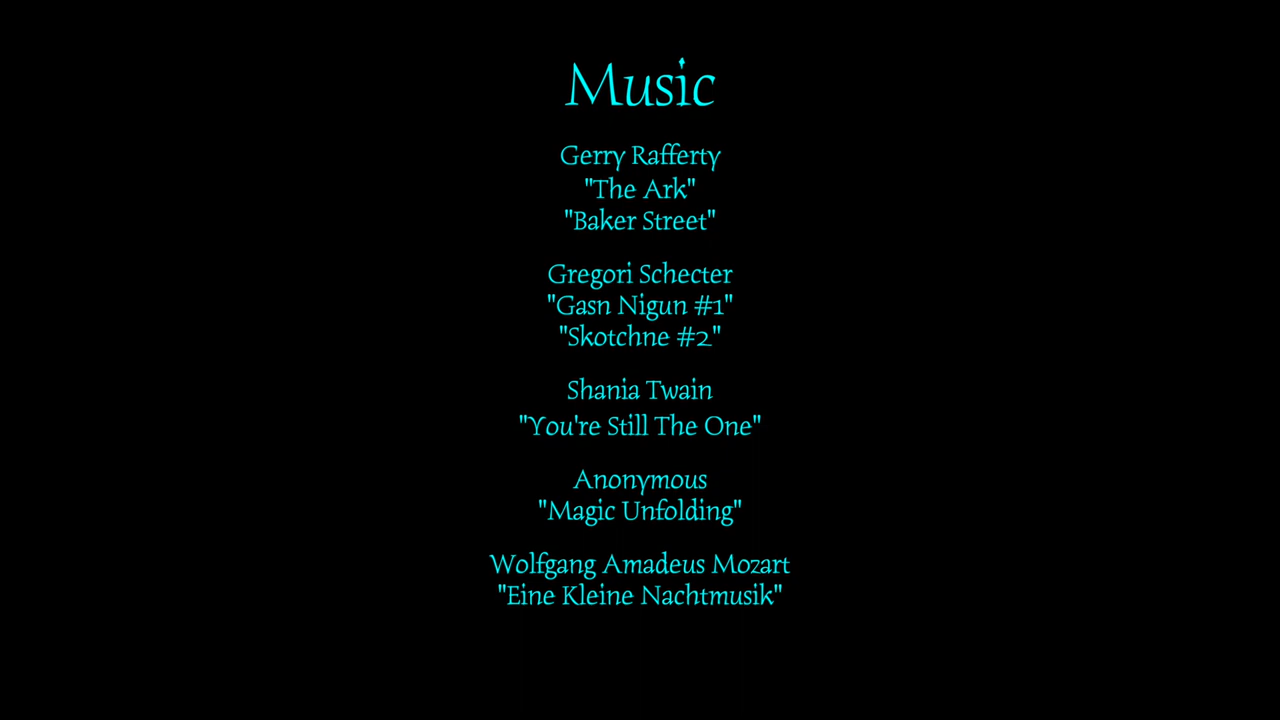 Music
Gerry Rafferty
"The Ark"
"Baker Street"
Gregori Schecter
"Gasn Nigun #1"
"Skotchne #2"
Shania Twain
"You're Still The One"
Anonymous
"Magic Unfolding"
Wolfgang Amadeus Mozart
"Eine Kleine Nachtmusik"